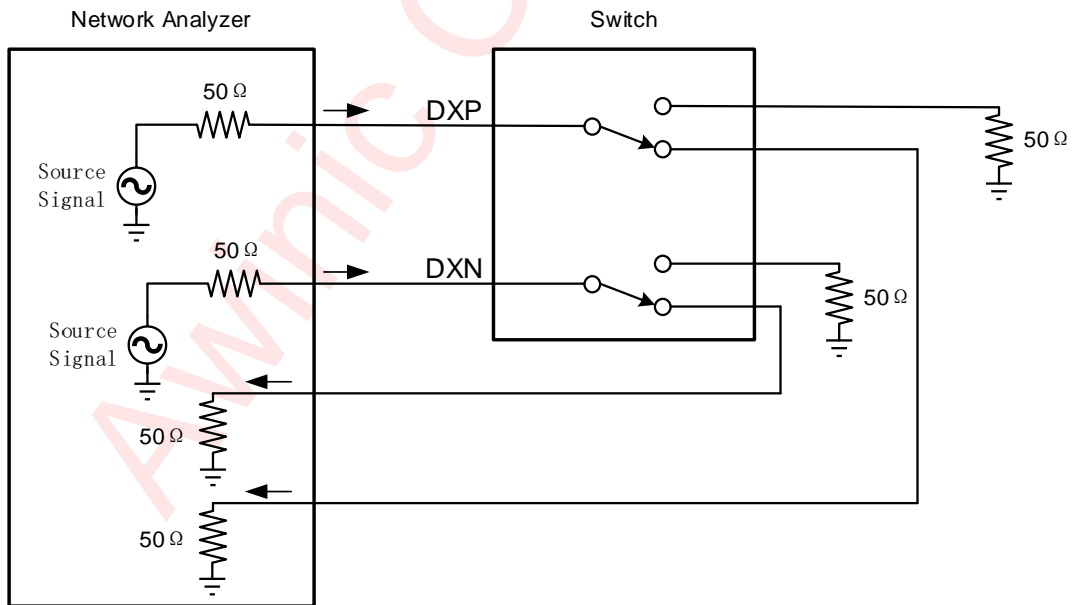 Network Analyzer
Switch
50 Ω
DXP
50 Ω
Source
Signal
50 Ω
DXN
50 Ω
Source
Signal
50 Ω
50 Ω
Awinic C